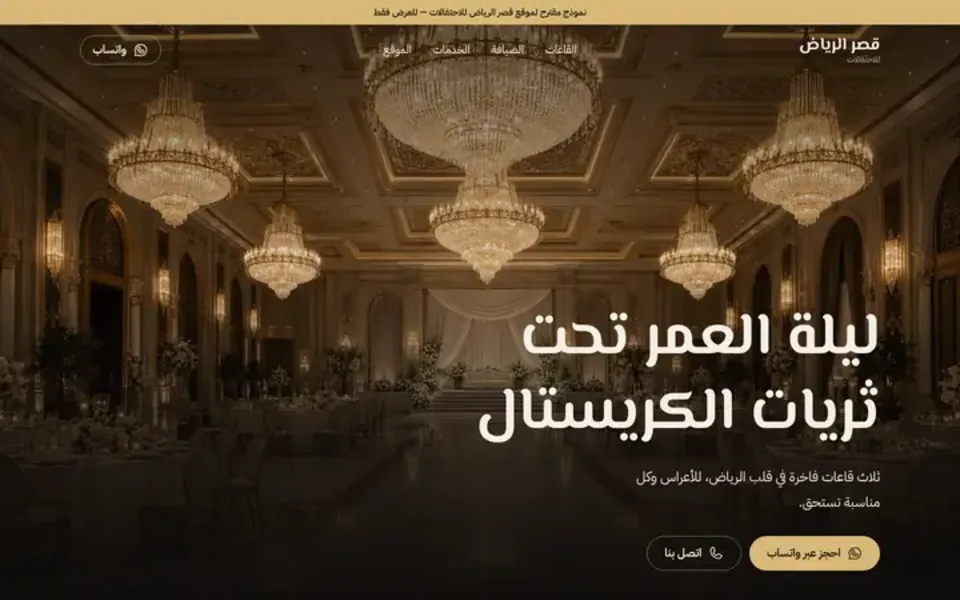 نموذج مقترح لموقع قصر الرياض للاحتفالات — للعرض فقط
قصر الرياض
للاحتفالات
القاعات
الضيافة
الخدمات
الموقع
واتساب
ليلة العمر تحت
ثريات الكريستال
ثلاث قاعات فاخرة في قلب الرياض، للأعراس وكل
مناسبة تستحق.
احجز عبر واتساب
اتصل بنا